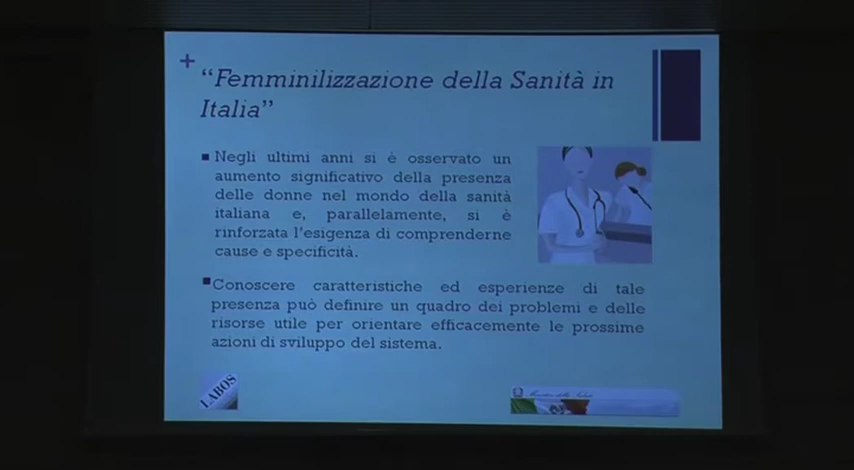 “Femminilizzazione della Sanità in
Italia”
Negli ultimi anni si è osservato un
aumento significativo della presenza
delle donne nel mondo della sanità
italiana e, parallelamente, si è
rinforzata l’esigenza di comprenderne
cause e specificità.
Conoscere caratteristiche ed esperienze di tale
presenza può definire un quadro dei problemi e delle
risorse utile per orientare efficacemente le prossime
azioni di sviluppo del sistema.
LABOS
Ministero della Salute